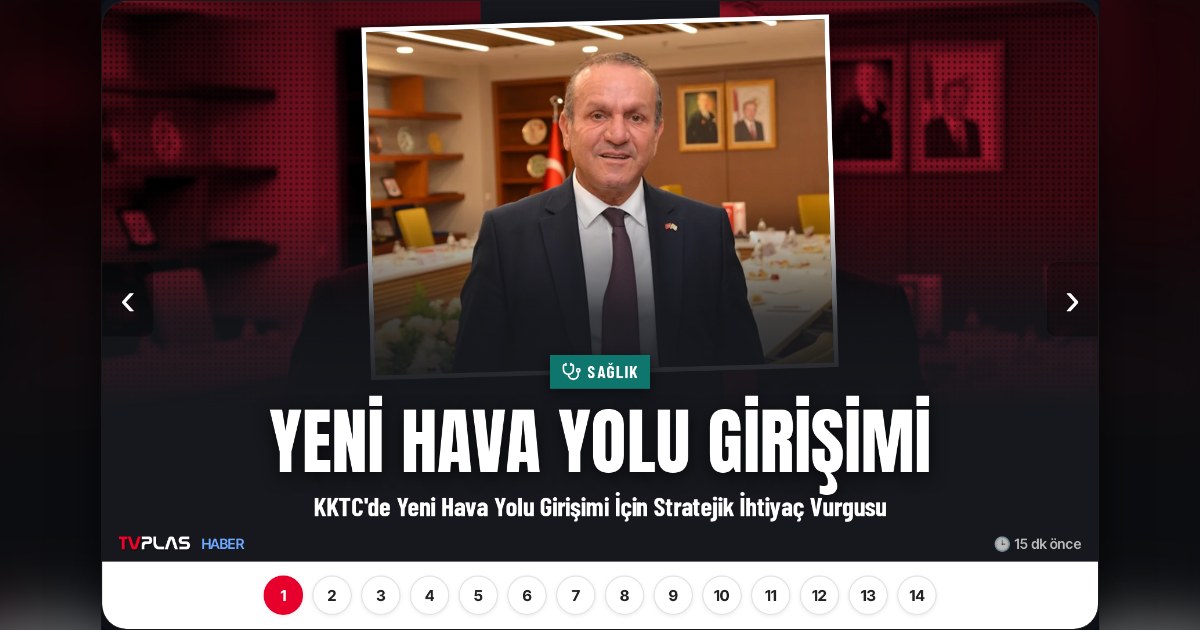 SAĞLIK
YENİ HAVA YOLU GİRİŞİMİ
KKTC'de Yeni Hava Yolu Girişimi İçin Stratejik İhtiyaç Vurgusu
TVPLAS HABER
15 dk önce
1 2 3 4 5 6 7 8 9 10 11 12 13 14